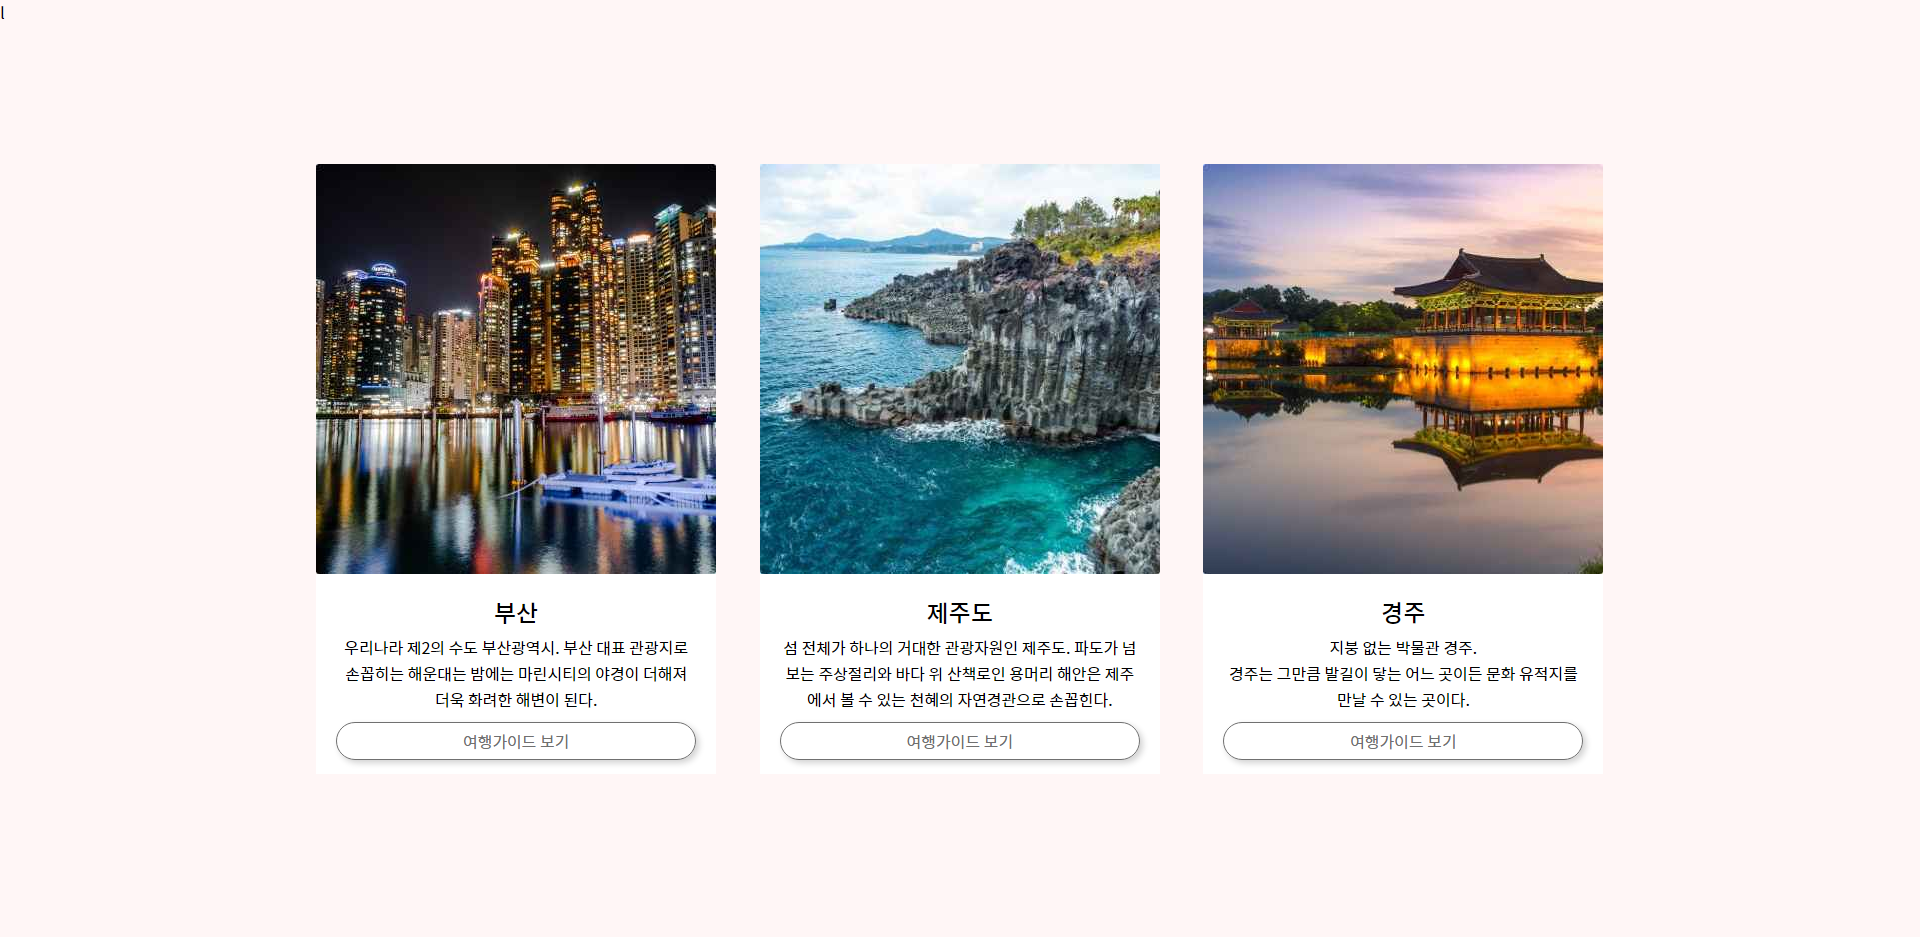 l
부산
우리나라 제2의 수도 부산광역시. 부산 대표 관광지로
손꼽히는 해운대는 밤에는 마린시티의 야경이 더해져
더욱 화려한 해변이 된다.
여행가이드 보기
제주도
섬 전체가 하나의 거대한 관광자원인 제주도. 파도가 넘
보는 주상절리와 바다 위 산책로인 용머리 해안은 제주
에서 볼 수 있는 천혜의 자연경관으로 손꼽힌다.
여행가이드 보기
경주
지붕 없는 박물관 경주.
경주는 그만큼 발길이 닿는 어느 곳이든 문화 유적지를
만날 수 있는 곳이다.
여행가이드 보기